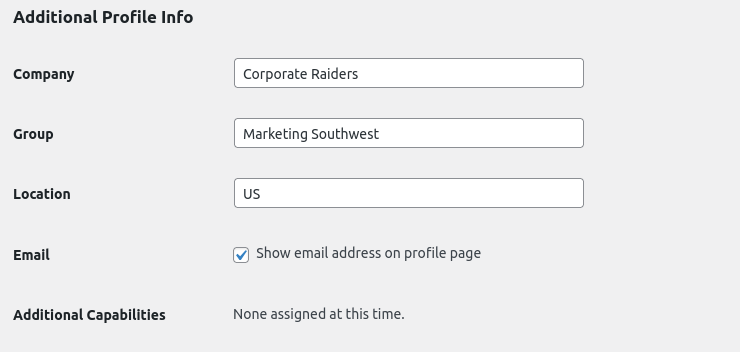 Additional Profile Info
Company Corporate Raiders
Group Marketing Southwest
Location US
Email Show email address on profile page
Additional Capabilities None assigned at this time.